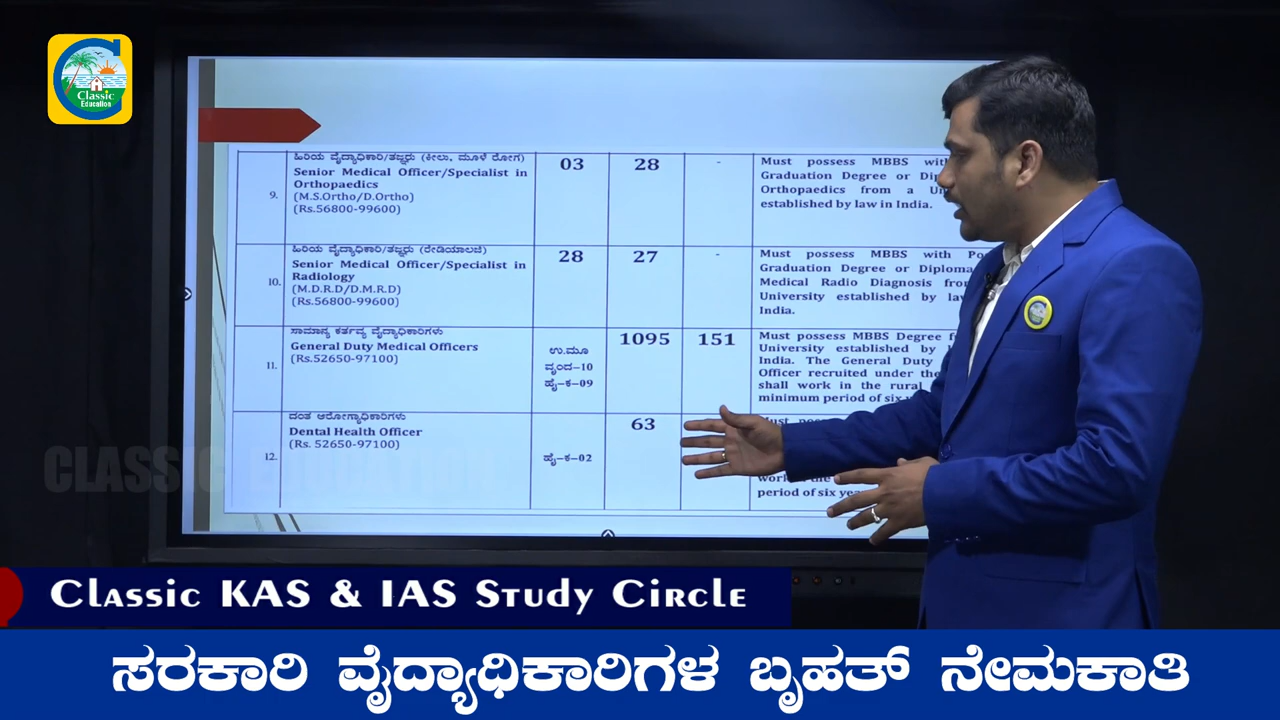 Classic
Education
ಹಿರಿಯ ವೈದ್ಯಾಧಿಕಾರಿ/ತಜ್ಞರು (ಕೀಲು, ಮೂಳೆ ರೋಗ)
9.
Senior Medical Officer/Specialist in
Orthopaedics
(M.S.Ortho/D.Ortho)
(Rs.56800-99600)
03
28
-
Must possess MBBS with
Graduation Degree or
Orthopaedics from a
established by law in India.
ಹಿರಿಯ ವೈದ್ಯಾಧಿಕಾರಿ/ತಜ್ಞರು (ರೇಡಿಯಾಲಜಿ)
10.
Senior Medical Officer/Specialist in
Radiology
(M.D.R.D/D.M.R.D)
(Rs.56800-99600)
28
27
-
Must possess MBBS with
Graduation Degree or Diploma
Medical Radio Diagnosis
University established by
India.
ಸಾಮಾನ್ಯ ಕರ್ತವ್ಯ ವೈದ್ಯಾಧಿಕಾರಿಗಳು
11.
General Duty Medical Officers
(Rs.52650-97100)
ಉ.ಮೂ
ವೃಂದ-10
ಹೈ-ಕ-09
1095
151
Must possess MBBS Degree
University established by
India. The General Duty
Officer recruited under
shall work in the rural
minimum period of six
ದಂತ ಆರೋಗ್ಯಾಧಿಕಾರಿಗಳು
12.
Dental Health Officer
(Rs. 52650-97100)
ಹೈ-ಕ-02
63
period of six
CLASSIC EDUCATION
Classic KAS & IAS Study Circle
ಸರಕಾರಿ ವೈದ್ಯಾಧಿಕಾರಿಗಳ ಬೃಹತ್ ನೇಮಕಾತಿ